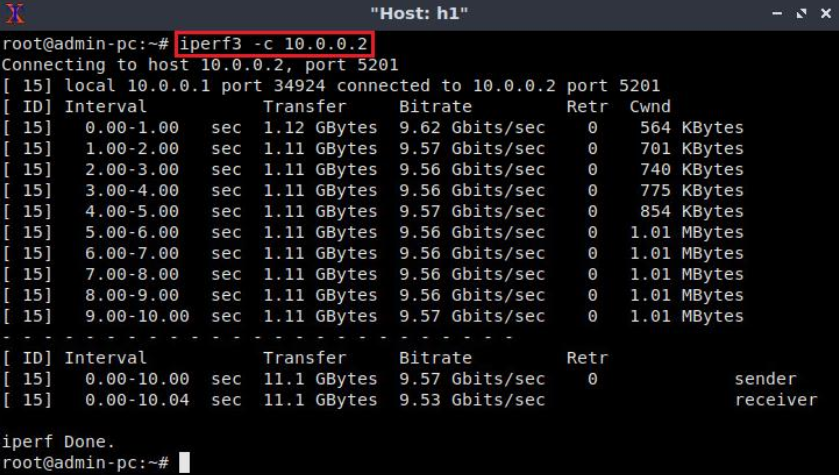 "Host: h1"
root@admin-pc:~# iperf3 -c 10.0.0.2
Connecting to host 10.0.0.2, port 5201
[ 15] local 10.0.0.1 port 34924 connected to 10.0.0.2 port 5201
[ ID] Interval           Transfer     Bitrate         Retr  Cwnd
[ 15]   0.00-1.00   sec  1.12 GBytes  9.62 Gbits/sec    0    564 KBytes
[ 15]   1.00-2.00   sec  1.11 GBytes  9.57 Gbits/sec    0    701 KBytes
[ 15]   2.00-3.00   sec  1.11 GBytes  9.56 Gbits/sec    0    740 KBytes
[ 15]   3.00-4.00   sec  1.11 GBytes  9.56 Gbits/sec    0    775 KBytes
[ 15]   4.00-5.00   sec  1.11 GBytes  9.57 Gbits/sec    0    854 KBytes
[ 15]   5.00-6.00   sec  1.11 GBytes  9.56 Gbits/sec    0   1.01 MBytes
[ 15]   6.00-7.00   sec  1.11 GBytes  9.56 Gbits/sec    0   1.01 MBytes
[ 15]   7.00-8.00   sec  1.11 GBytes  9.56 Gbits/sec    0   1.01 MBytes
[ 15]   8.00-9.00   sec  1.11 GBytes  9.56 Gbits/sec    0   1.01 MBytes
[ 15]   9.00-10.00  sec  1.11 GBytes  9.57 Gbits/sec    0   1.01 MBytes
- - - - - - - - - - - - - - - - - - - - - - - - -
[ ID] Interval           Transfer     Bitrate         Retr
[ 15]   0.00-10.00  sec  11.1 GBytes  9.57 Gbits/sec    0             sender
[ 15]   0.00-10.04  sec  11.1 GBytes  9.53 Gbits/sec                  receiver
iperf Done.
root@admin-pc:~#